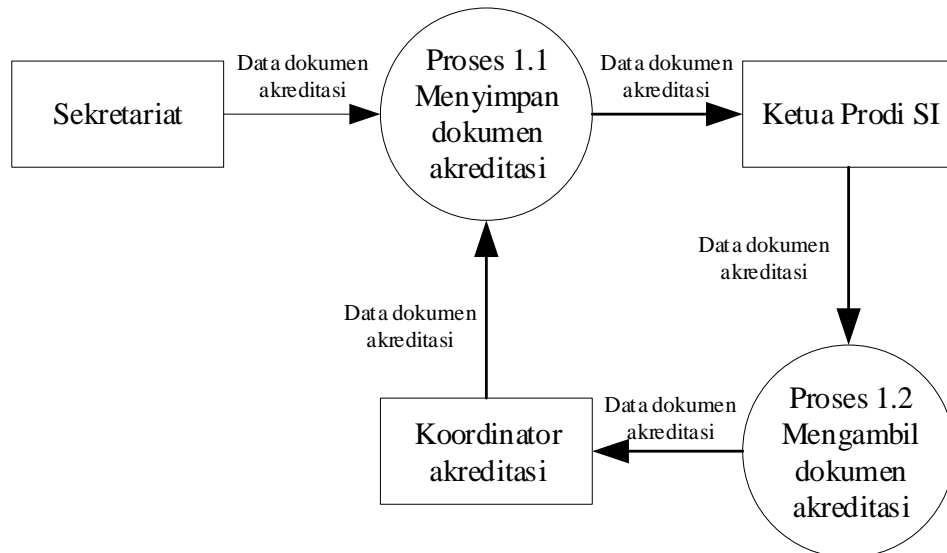 Sekretariat
Data dokumen
akreditasi
Proses 1.1
Menyimpan
dokumen
akreditasi
Data dokumen
akreditasi
Ketua Prodi SI
Data dokumen
akreditasi
Data dokumen
akreditasi
Koordinator
akreditasi
Data dokumen
akreditasi
Proses 1.2
Mengambil
dokumen
akreditasi